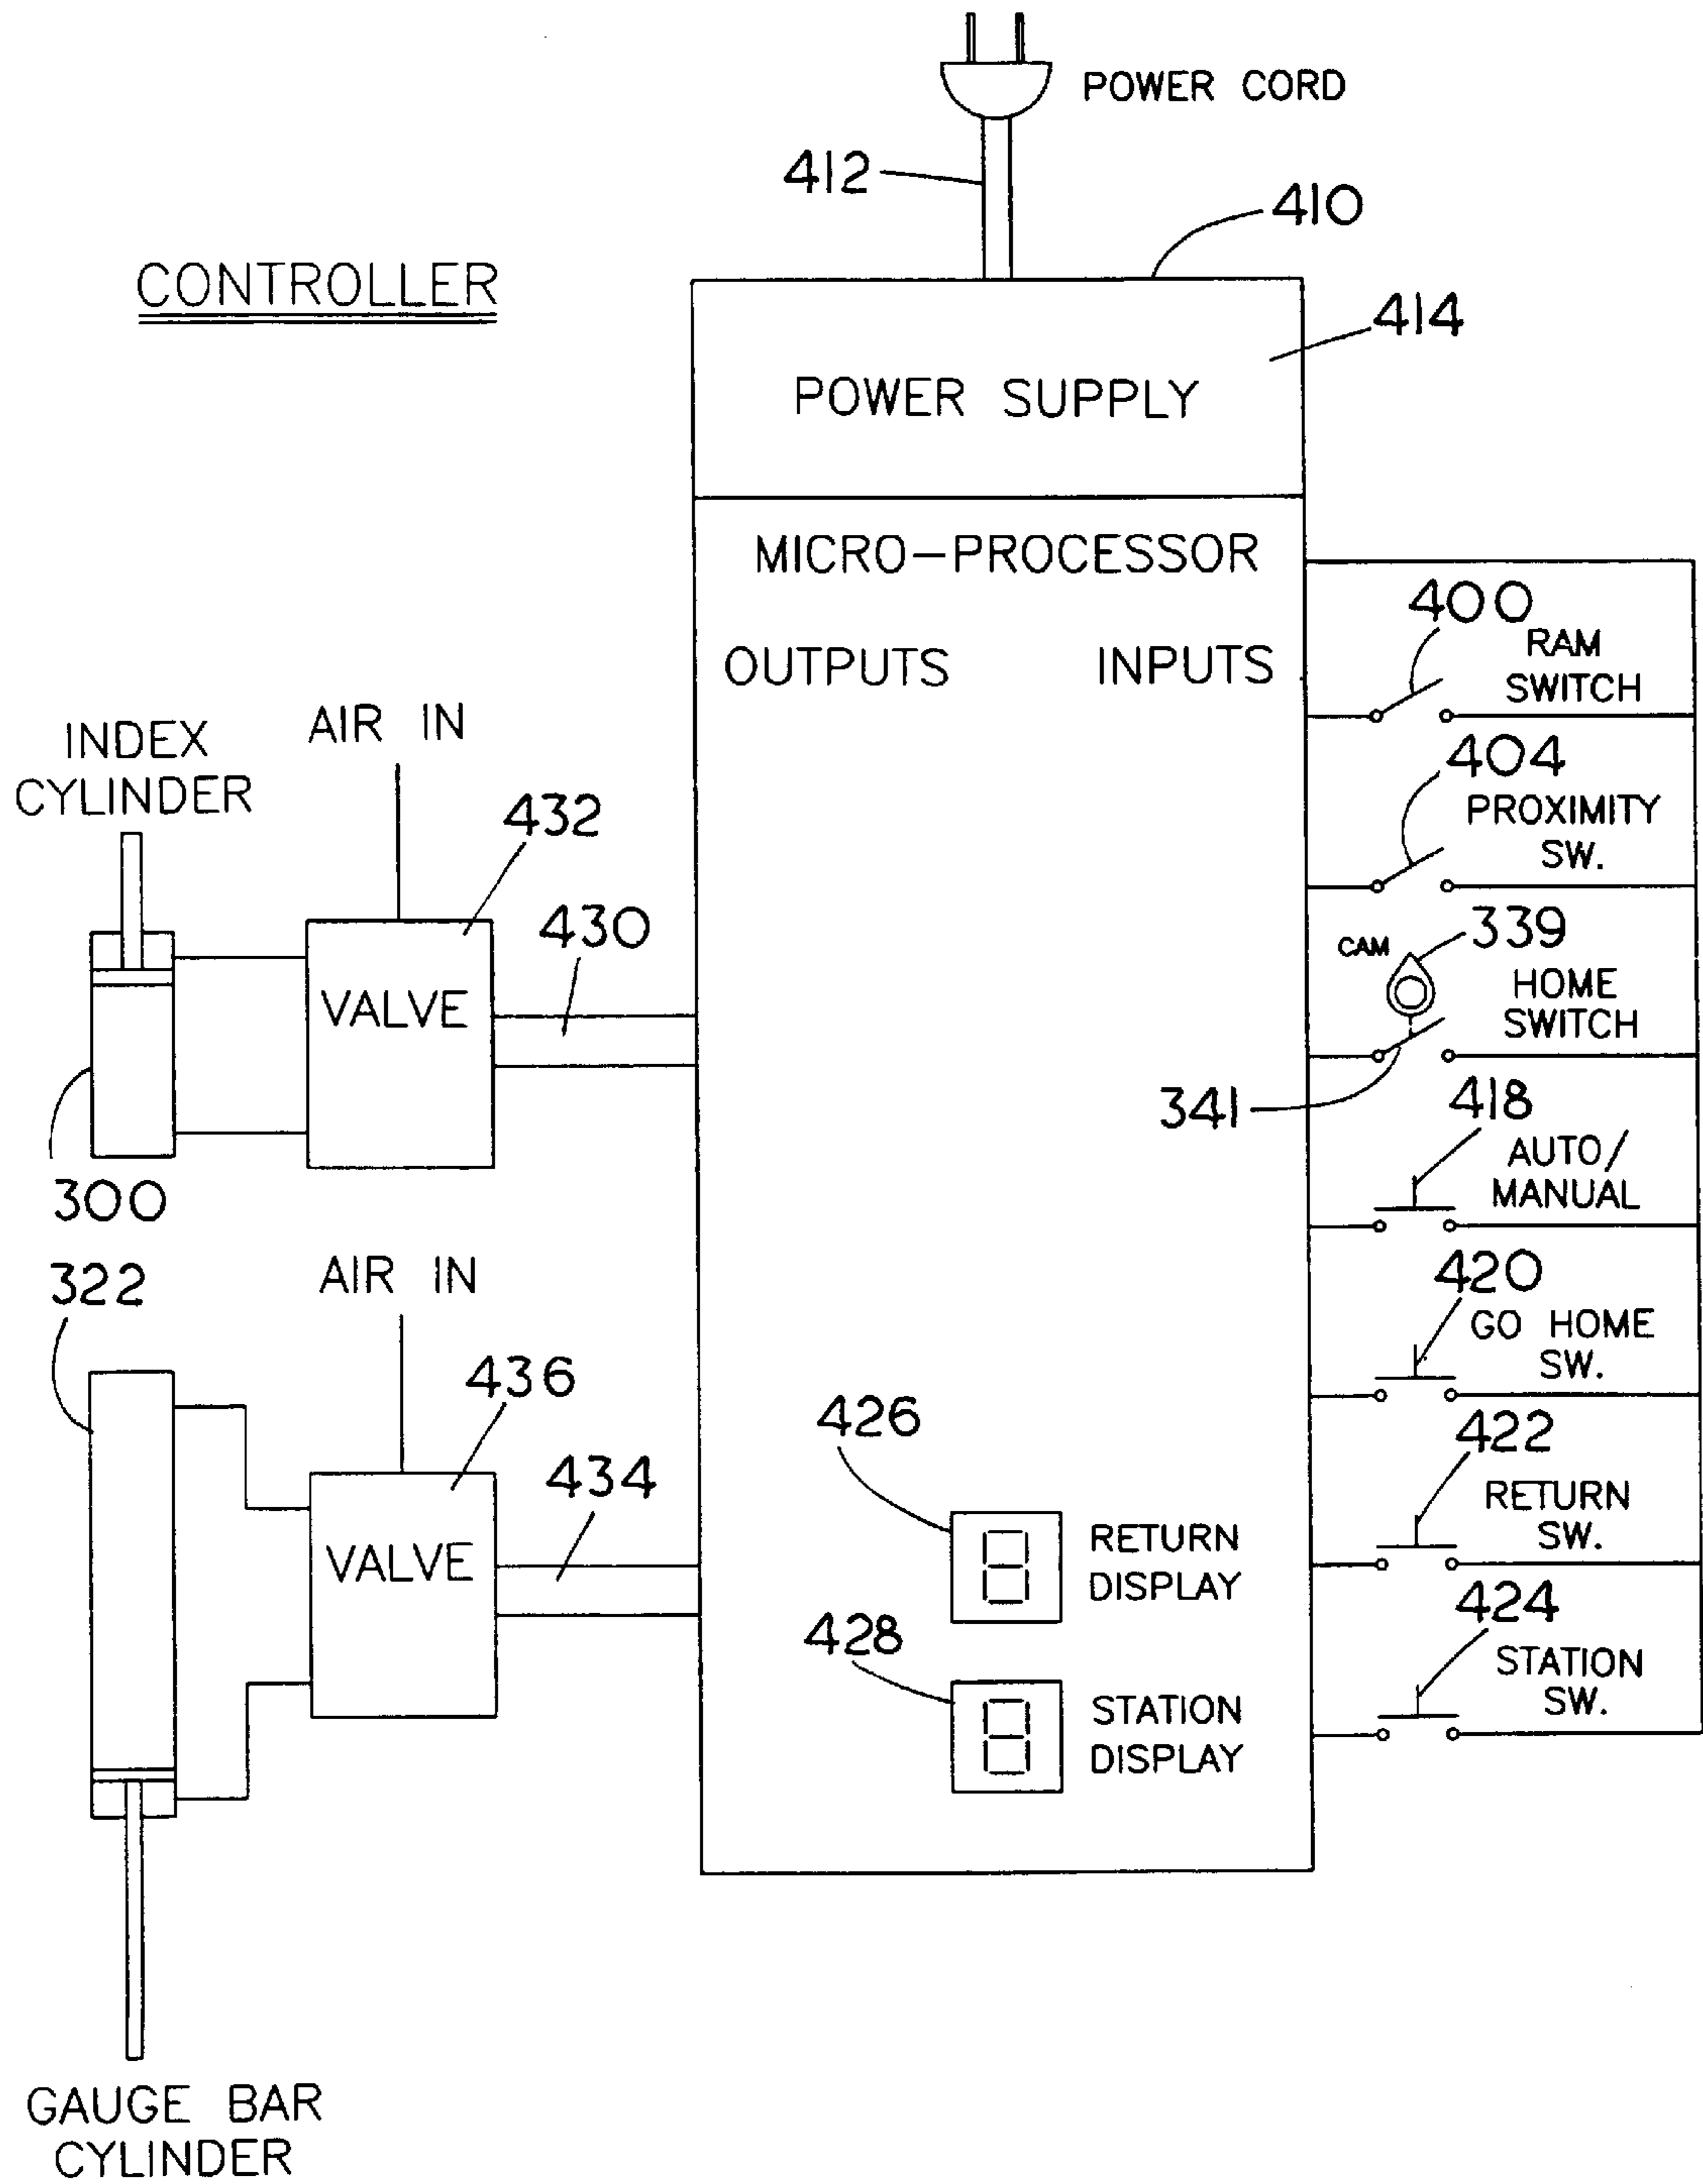 POWER CORD
412
410
CONTROLLER
414
POWER SUPPLY
MICRO-PROCESSOR
OUTPUTS INPUTS
400
RAM
SWITCH
404
PROXIMITY
SW.
CAM
339
HOME
SWITCH
341
418
AUTO/
MANUAL
420
GO HOME
SW.
422
RETURN
SW.
424
STATION
SW.
INDEX
CYLINDER
AIR IN
432
430
VALVE
300
322
AIR IN
436
434
VALVE
426
8
RETURN
DISPLAY
428
8
STATION
DISPLAY
GAUGE BAR
CYLINDER